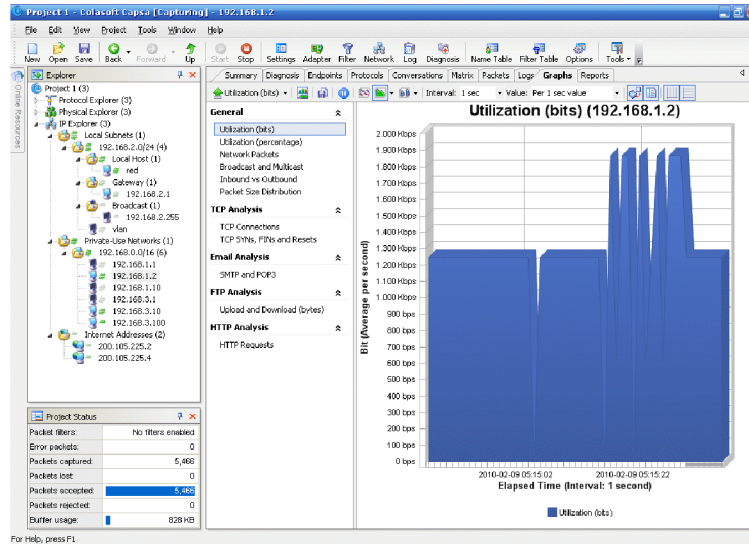 Project 1 - Colasoft Capsa [Capturing] - 192.168.1.2
File Edit View Project Tools Window Help
New Open Save Back Forward Up Start Stop Settings Adapter Filter Network Log Diagnosis Name Table Filter Table Options Tools
Online Resources
Explorer
Project 1 (3)
Protocol Explorer (3)
Physical Explorer (3)
IP Explorer (3)
Local Subnets (1)
192.168.2.0/24 (4)
Local Host (1)
red
Gateway (1)
192.168.2.1
Broadcast (1)
192.168.2.255
vlan
Private-Use Networks (1)
192.168.0.0/16 (6)
192.168.1.1
192.168.1.2
192.168.1.10
192.168.3.1
192.168.3.10
192.168.3.100
Internet Addresses (2)
200.105.225.2
200.105.225.4
Project Status
Packet filters: No filters enabled
Error packets: 0
Packets captured: 5,466
Packets lost: 0
Packets accepted: 5,466
Packets rejected: 0
Buffer usage: 828 KB
Summary Diagnosis Endpoints Protocols Conversations Matrix Packets Logs Graphs Reports
Utilization (bits) Interval: 1 sec Value: Per 1 sec value
General
Utilization (bits)
Utilization (percentage)
Network Packets
Broadcast and Multicast
Inbound vs Outbound
Packet Size Distribution
TCP Analysis
TCP Connections
TCP SYNs, FINs and Resets
Email Analysis
SMTP and POP3
FTP Analysis
Upload and Download (bytes)
HTTP Analysis
HTTP Requests
Utilization (bits) (192.168.1.2)
Bit (Average per second)
2.000 Kbps
1.900 Kbps
1.800 Kbps
1.700 Kbps
1.600 Kbps
1.500 Kbps
1.400 Kbps
1.300 Kbps
1.200 Kbps
1.100 Kbps
1.000 Kbps
900 bps
800 bps
700 bps
600 bps
500 bps
400 bps
300 bps
200 bps
100 bps
0 bps
2010-02-09 05:15:02 2010-02-09 05:15:22
Elapsed Time (Interval: 1 second)
Utilization (bits)
For Help, press F1